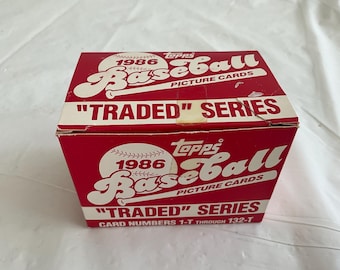 Topps
1986
Baseball
PICTURE CARDS
"TRADED" SERIES
Topps
1986
Baseball
PICTURE CARDS
"TRADED" SERIES
CARD NUMBERS 1-T THROUGH 132-T